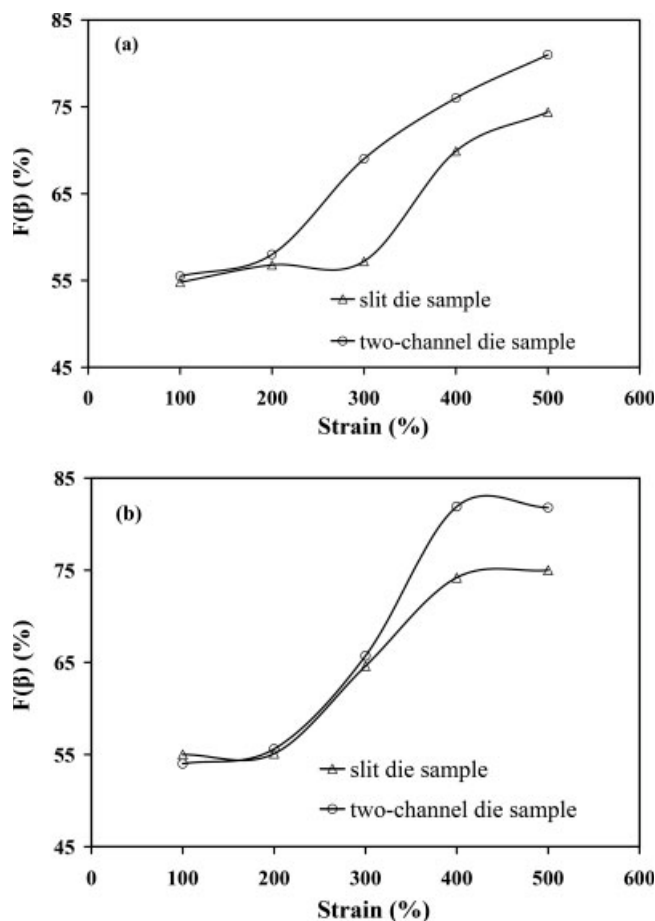 85
(a)
75
F(β) (%)
65
55
slit die sample
two-channel die sample
45
0 100 200 300 400 500 600
Strain (%)
85
(b)
75
F(β) (%)
65
55
slit die sample
two-channel die sample
45
0 100 200 300 400 500 600
Strain (%)